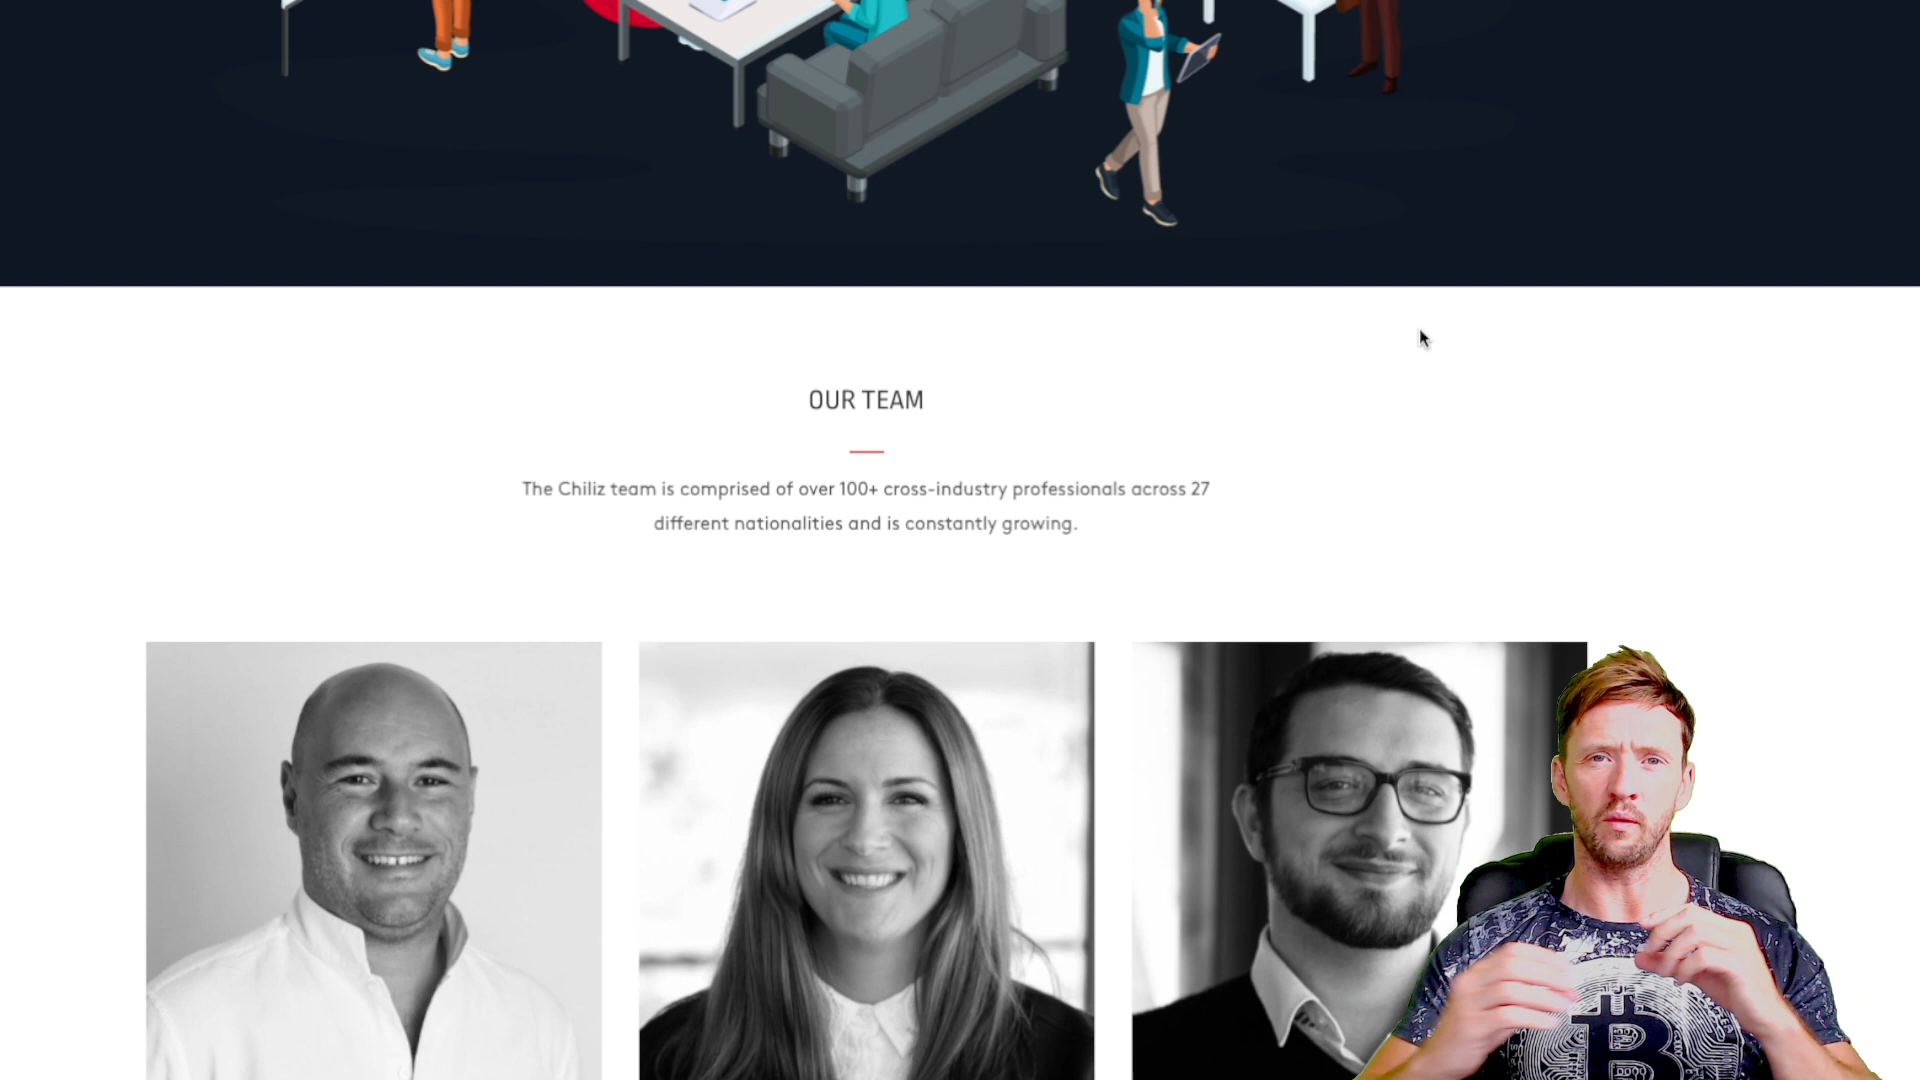 OUR TEAM
The Chiliz team is comprised of over 100+ cross-industry professionals across 27
different nationalities and is constantly growing.